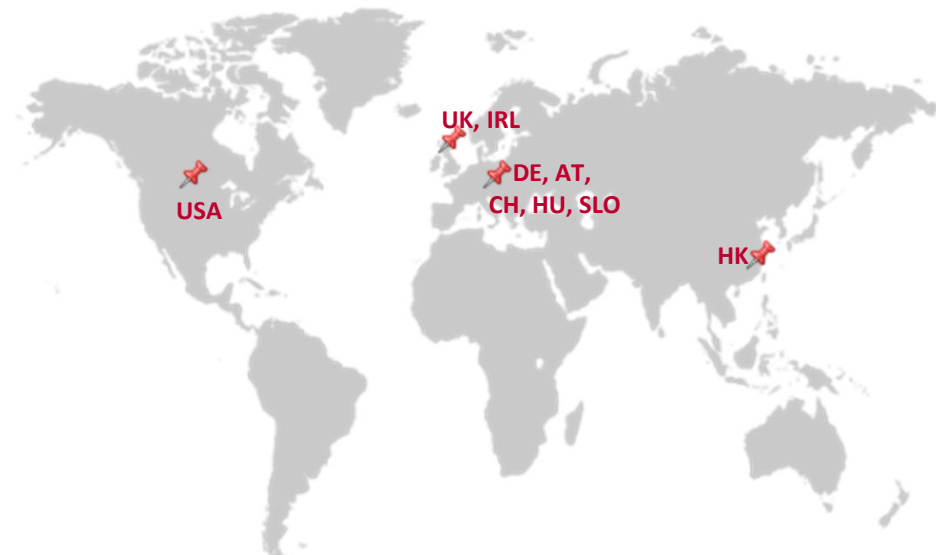 UK, IRL
DE, AT,
CH, HU, SLO
USA
HK